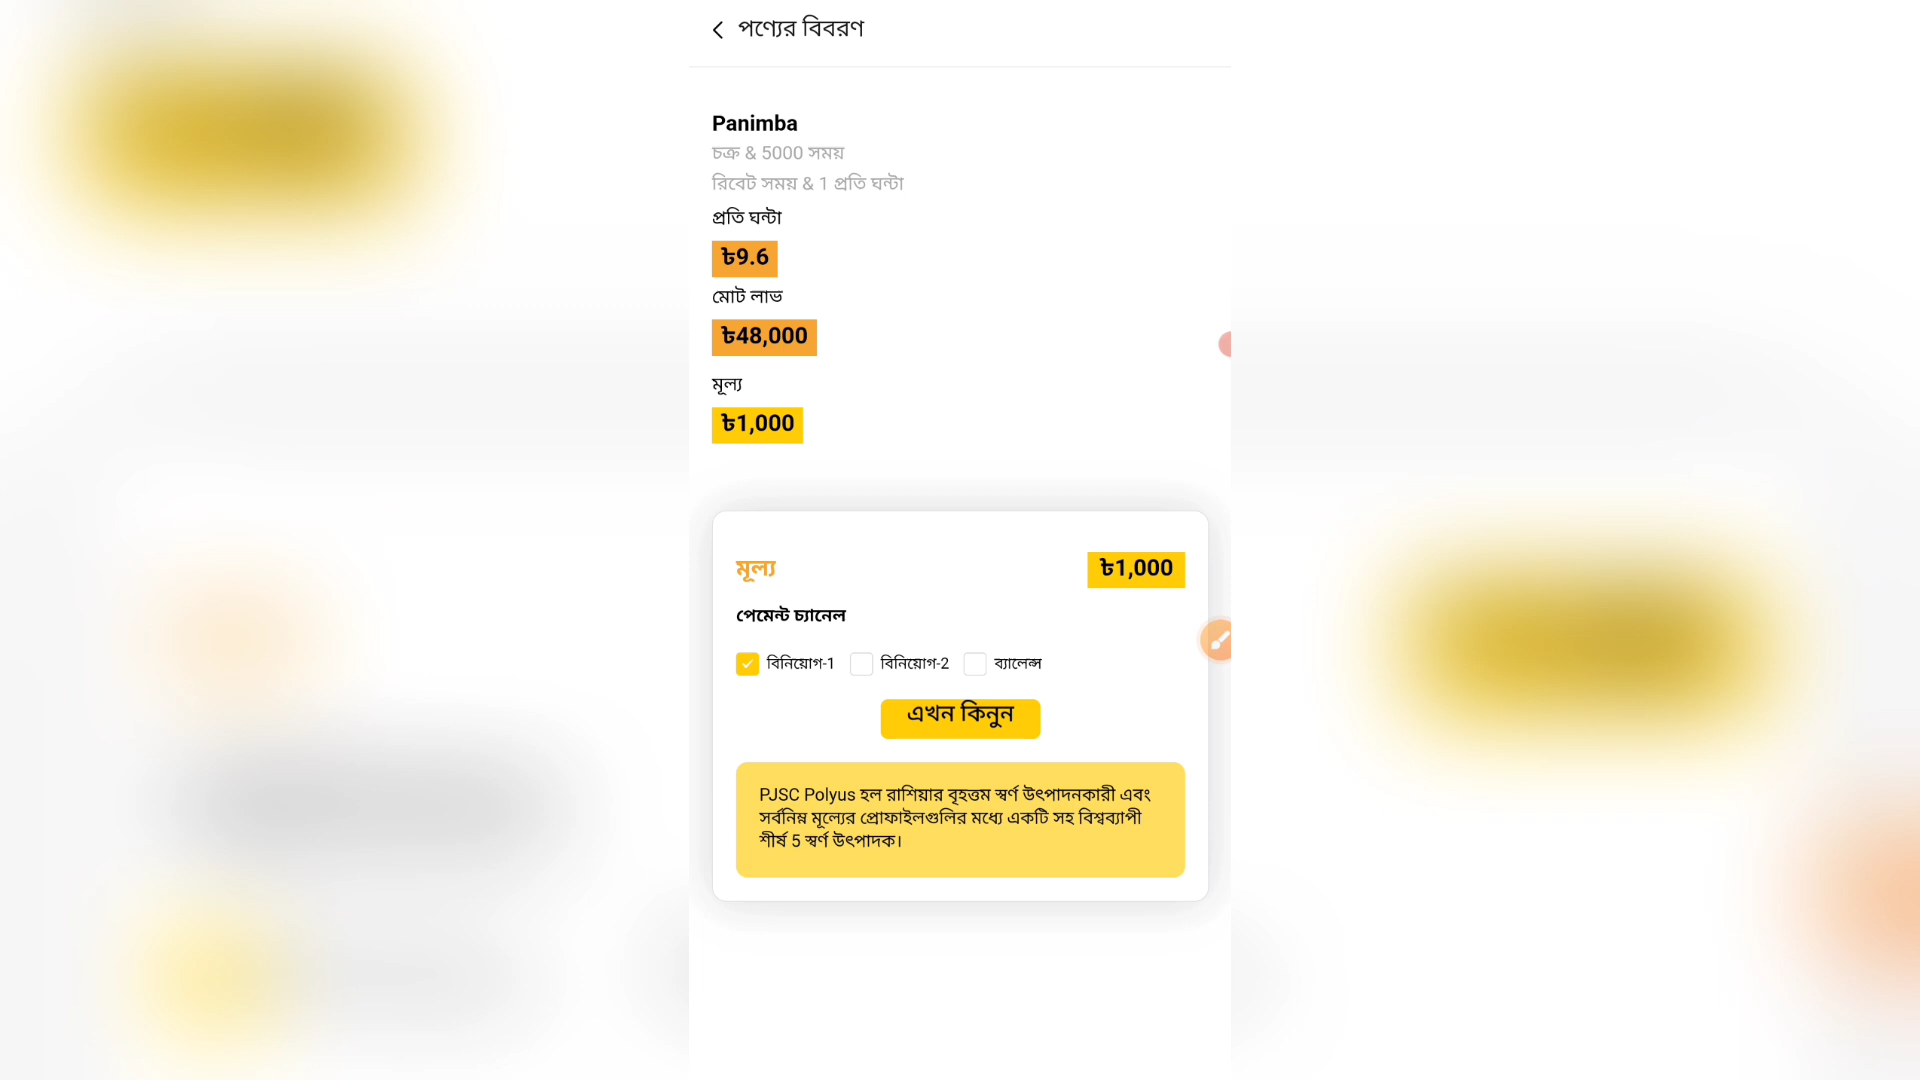 পণ্যের বিবরণ
Panimba
চক্র & 5000 সময়
রিবেট সময় & 1 প্রতি ঘন্টা
প্রতি ঘন্টা
৳9.6
মোট লাভ
৳48,000
মূল্য
৳1,000
মূল্য ৳1,000
পেমেন্ট চ্যানেল
বিনিয়োগ-1 বিনিয়োগ-2 ব্যালেন্স
এখন কিনুন
PJSC Polyus হল রাশিয়ার বৃহত্তম স্বর্ণ উৎপাদনকারী এবং
সর্বনিম্ন মূল্যের প্রোফাইলগুলির মধ্যে একটি সহ বিশ্বব্যাপী
শীর্ষ 5 স্বর্ণ উৎপাদক।